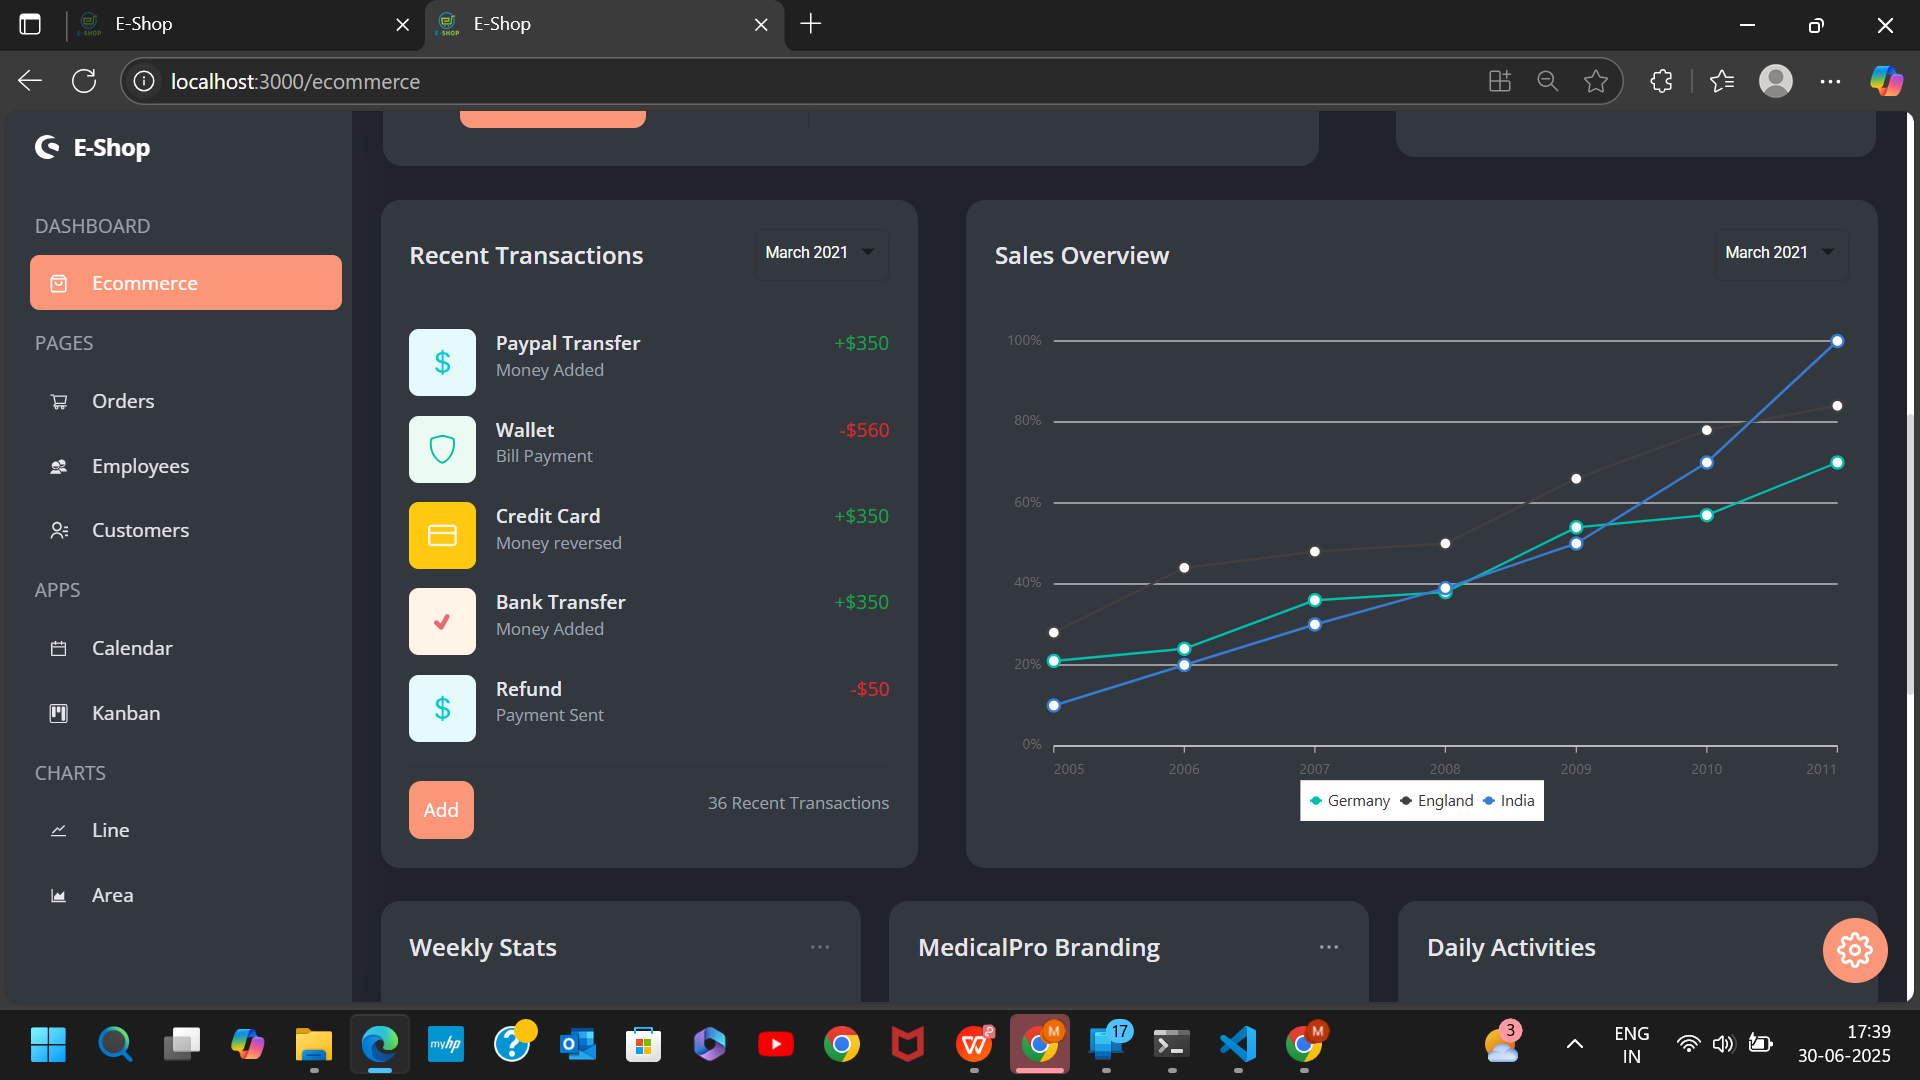 E-Shop
E-Shop
localhost:3000/ecommerce
E-Shop
DASHBOARD
Ecommerce
PAGES
Orders
Employees
Customers
APPS
Calendar
Kanban
CHARTS
Line
Area
Recent Transactions
March 2021
Paypal Transfer
+$350
Money Added
Wallet
-$560
Bill Payment
Credit Card
+$350
Money reversed
Bank Transfer
+$350
Money Added
Refund
-$50
Payment Sent
Add
36 Recent Transactions
Sales Overview
March 2021
100%
80%
60%
40%
20%
0%
2005 2006 2007 2008 2009 2010 2011
Germany England India
Weekly Stats
MedicalPro Branding
Daily Activities
myhp
17
3
ENG
IN
17:39
30-06-2025